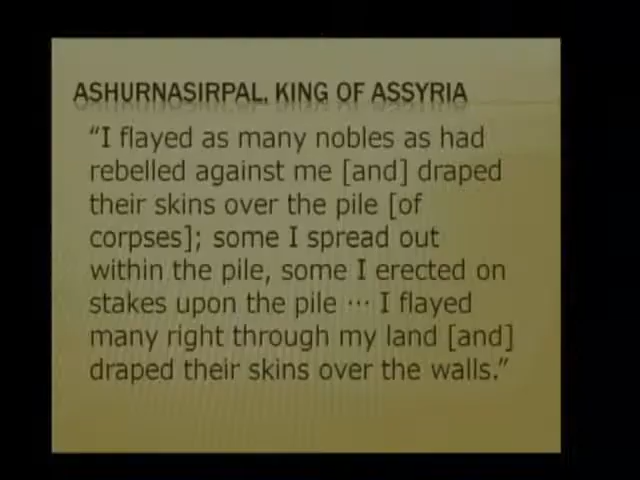 ASHURNASIRPAL, KING OF ASSYRIA
“I flayed as many nobles as had
rebelled against me [and] draped
their skins over the pile [of
corpses]; some I spread out
within the pile, some I erected on
stakes upon the pile ··· I flayed
many right through my land [and]
draped their skins over the walls.”